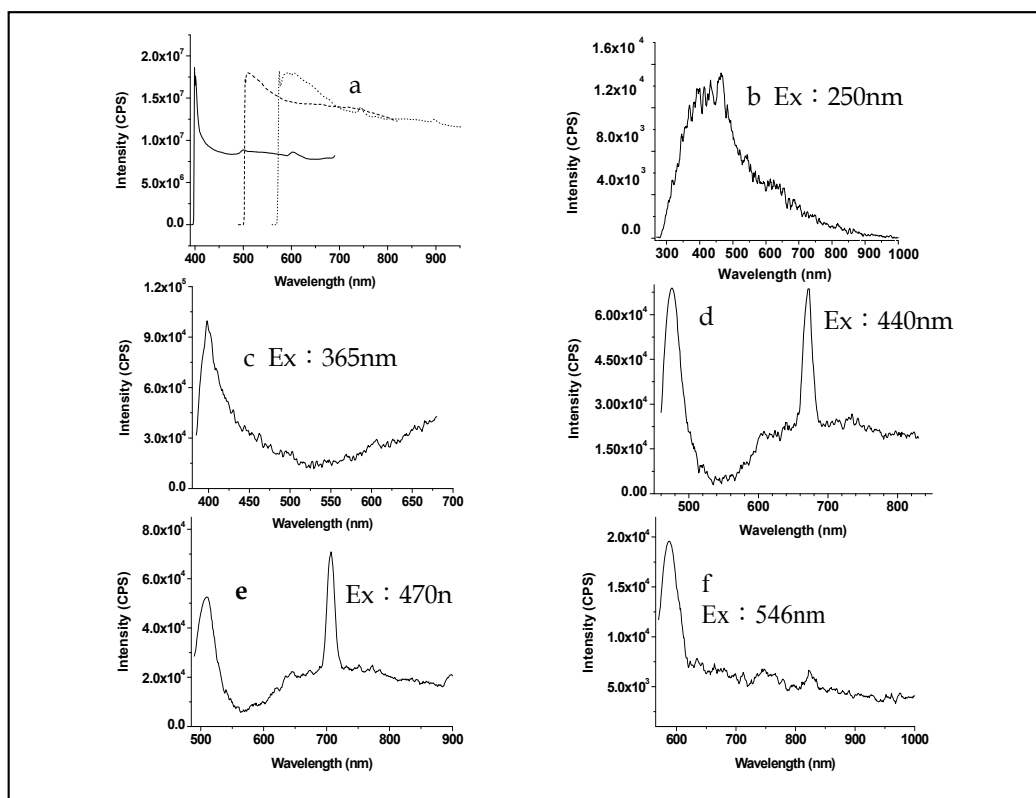 2.0x10⁷
1.5x10⁷
1.0x10⁷
5.0x10⁶
0.0
Intensity (CPS)
a
400 500 600 700 800 900
Wavelength (nm)
1.6x10⁴
1.2x10⁴
8.0x10³
4.0x10³
0.0
Intensity (CPS)
b Ex：250nm
300 400 500 600 700 800 900 1000
Wavelength (nm)
1.2x10⁵
9.0x10⁴
6.0x10⁴
3.0x10⁴
0.0
Intensity (CPS)
c Ex：365nm
400 450 500 550 600 650 700
Wavelength (nm)
6.00x10⁴
4.50x10⁴
3.00x10⁴
1.50x10⁴
0.00
Intensity (CPS)
d Ex：440nm
500 600 700 800
Wavelength (nm)
8.0x10⁴
6.0x10⁴
4.0x10⁴
2.0x10⁴
0.0
Intensity (CPS)
e Ex：470n
500 600 700 800 900
Wavelength (nm)
2.0x10⁴
1.5x10⁴
1.0x10⁴
5.0x10³
Intensity (CPS)
f
Ex：546nm
600 700 800 900 1000
Wavelength (nm)